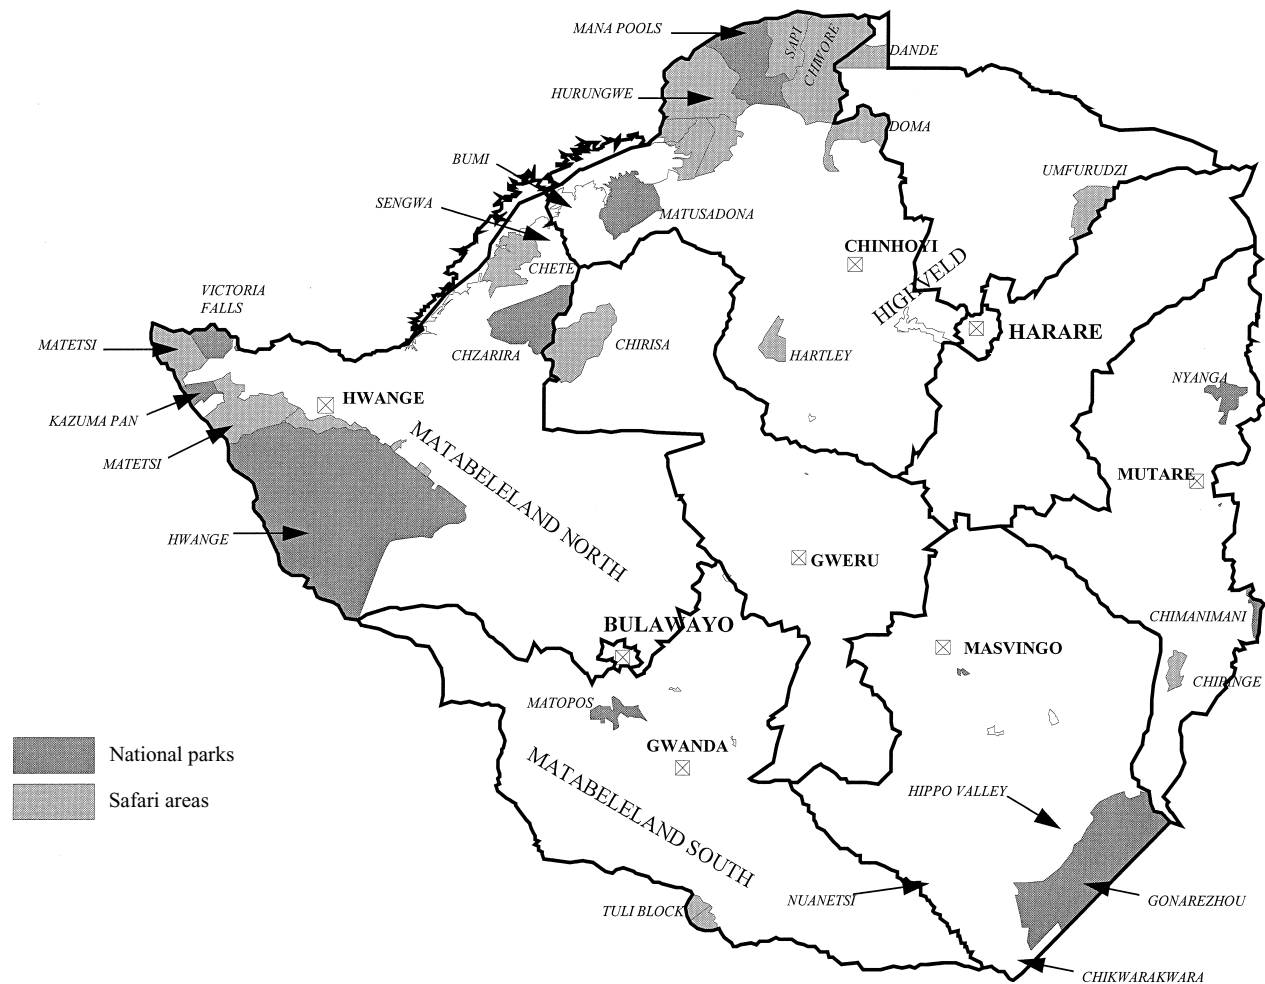 MANA POOLS
SAPI
CHIWORE
DANDE
HURUNGWE
DOMA
BUMI
UMFURUDZI
SENGWA
MATUSADONA
CHINHOYI
HIGHVELD
CHETE
VICTORIA
FALLS
HARARE
MATETSI
CHZARIRA
CHIRISA
HARTLEY
NYANGA
HWANGE
KAZUMA PAN
MATETSI
MATABELELAND NORTH
MUTARE
HWANGE
GWERU
BULAWAYO
CHIMANIMANI
MASVINGO
CHIRINGE
MATOPOS
GWANDA
National parks
MATABELELAND SOUTH
Safari areas
HIPPO VALLEY
NUANETSI
GONAREZHOU
TULI BLOCK
CHIKWARAKWARA